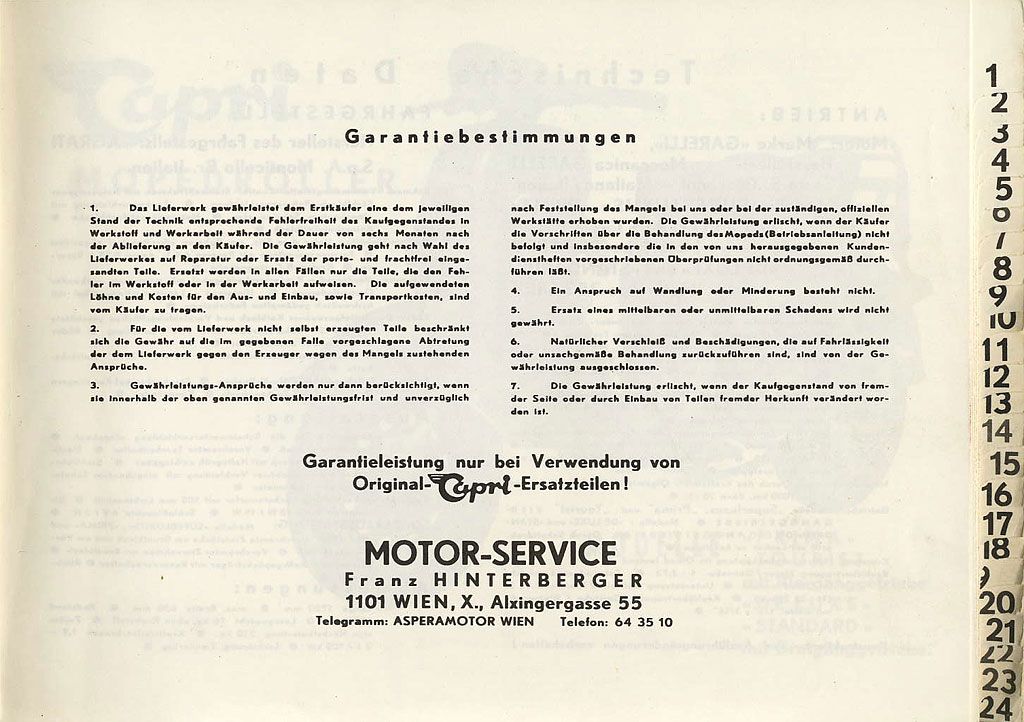 Garantiebestimmungen
1. Das Lieferwerk gewährleistet dem Erstkäufer eine dem jeweiligen
Stand der Technik entsprechende Fehlerfreiheit des Kaufgegenstandes in
Werkstoff und Werkarbeit während der Dauer von sechs Monaten nach
der Ablieferung an den Käufer. Die Gewährleistung geht nach Wahl des
Lieferwerkes auf Reparatur oder Ersatz der porto- und frachtfrei einge-
sandten Teile. Ersetzt werden in allen Fällen nur die Teile, die den Feh-
ler im Werkstoff oder in der Werkarbeit aufweisen. Die aufgewendeten
Löhne und Kosten für den Aus- und Einbau, sowie Transportkosten, sind
vom Käufer zu tragen.
2. Für die vom Lieferwerk nicht selbst erzeugten Teile beschränkt
sich die Gewähr auf die im gegebenen Falle vorgeschlagene Abtretung
der dem Lieferwerk gegen den Erzeuger wegen des Mangels zustehenden
Ansprüche.
3. Gewährleistungs-Ansprüche werden nur dann berücksichtigt, wenn
sie innerhalb der oben genannten Gewährleistungsfrist und unverzüglich
nach Feststellung des Mangels bei uns oder bei der zuständigen, offiziellen
Werkstätte erhoben wurden. Die Gewährleistung erlischt, wenn der Käufer
die Vorschriften über die Behandlung des Mopeds (Betriebsanleitung) nicht
befolgt und insbesondere die in den von uns herausgegebenen Kunden-
diensthefften vorgeschriebenen Überprüfungen nicht ordnungsgemäß durch-
führen läßt.
4. Ein Anspruch auf Wandlung oder Minderung besteht nicht.
5. Ersatz eines mittelbaren oder unmittelbaren Schadens wird nicht
gewährt.
6. Natürlicher Verschleiß und Beschädigungen, die auf Fahrlässigkeit
oder unsachgemäße Behandlung zurückzuführen sind, sind von der Ge-
währleistung ausgeschlossen.
7. Die Gewährleistung erlischt, wenn der Kaufgegenstand von frem-
der Seite oder durch Einbau von Teilen fremder Herkunft verändert wor-
den ist.
Garantieleistung nur bei Verwendung von
Original-Capri-Ersatzteilen!
MOTOR-SERVICE
Franz HINTERBERGER
1101 WIEN, X., Alxingergasse 55
Telegramm: ASPERAMOTOR WIEN Telefon: 64 35 10
1
2
3
4
5
6
7
8
9
10
11
12
13
14
15
16
17
18
20
21
22
23
24